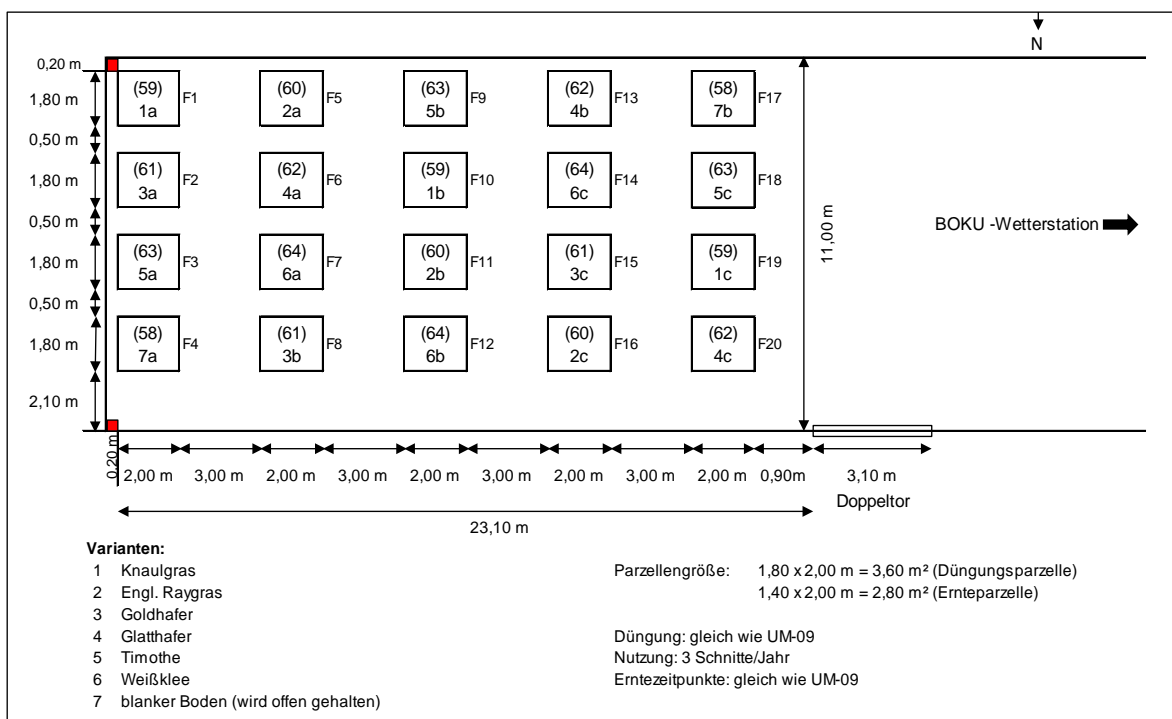 N
0,20 m
1,80 m
0,50 m
1,80 m
0,50 m
1,80 m
0,50 m
1,80 m
2,10 m
(59) (60) (63) (62) (58)
1a F1 2a F5 5b F9 4b F13 7b F17
(61) (62) (59) (64) (63)
3a F2 4a F6 1b F10 6c F14 5c F18
BOKU -Wetterstation
11,00 m
(63) (64) (60) (61) (59)
5a F3 6a F7 2b F11 3c F15 1c F19
(58) (61) (64) (60) (62)
7a F4 3b F8 6b F12 2c F16 4c F20
0,20 m
2,00 m 3,00 m 2,00 m 3,00 m 2,00 m 3,00 m 2,00 m 3,00 m 2,00 m 0,90m 3,10 m
Doppeltor
23,10 m
Varianten:
1 Knaulgras
2 Engl. Raygras
3 Goldhafer
4 Glatthafer
5 Timothe
6 Weißklee
7 blanker Boden (wird offen gehalten)
Parzellengröße: 1,80 x 2,00 m = 3,60 m² (Düngungsparzelle)
1,40 x 2,00 m = 2,80 m² (Ernteparzelle)
Düngung: gleich wie UM-09
Nutzung: 3 Schnitte/Jahr
Erntezeitpunkte: gleich wie UM-09